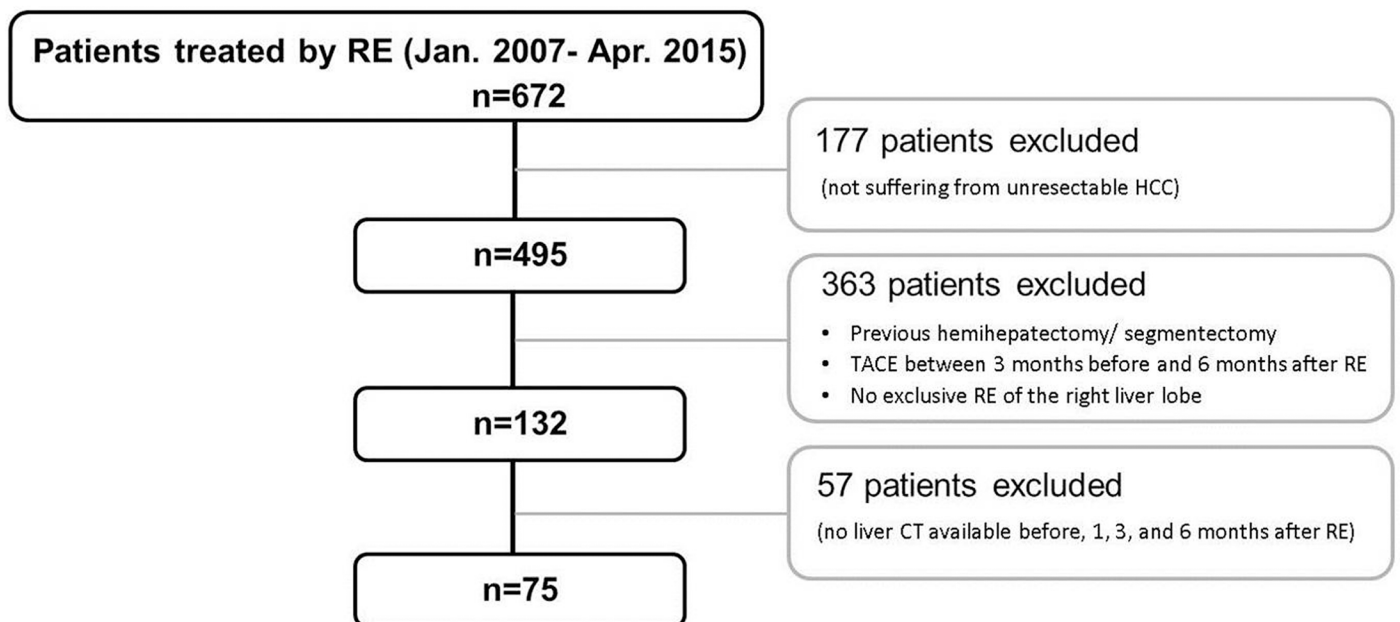 Patients treated by RE (Jan. 2007- Apr. 2015)
n=672
177 patients excluded
(not suffering from unresectable HCC)
n=495
363 patients excluded
• Previous hemihepatectomy/ segmentectomy
• TACE between 3 months before and 6 months after RE
• No exclusive RE of the right liver lobe
n=132
57 patients excluded
(no liver CT available before, 1, 3, and 6 months after RE)
n=75